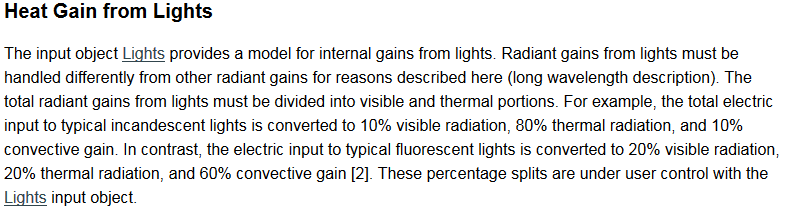 Heat Gain from Lights
The input object Lights provides a model for internal gains from lights. Radiant gains from lights must be
handled differently from other radiant gains for reasons described here (long wavelength description). The
total radiant gains from lights must be divided into visible and thermal portions. For example, the total electric
input to typical incandescent lights is converted to 10% visible radiation, 80% thermal radiation, and 10%
convective gain. In contrast, the electric input to typical fluorescent lights is converted to 20% visible radiation,
20% thermal radiation, and 60% convective gain [2]. These percentage splits are under user control with the
Lights input object.